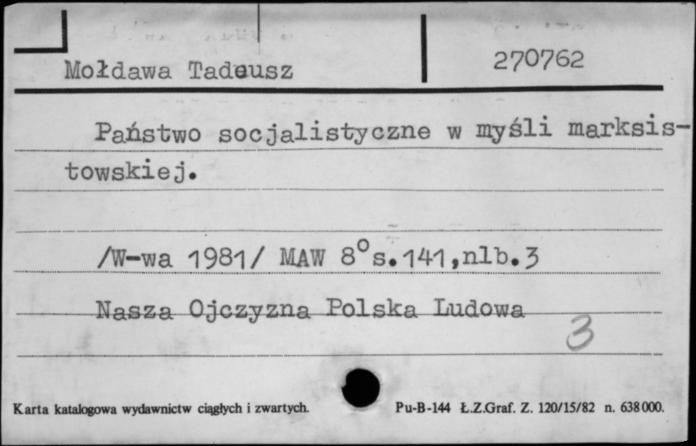 Mołdawa Tadeusz
270762
Państwo socjalistyczne w myśli marksis-
towskiej.
/W-wa 1981/ MAW 8° s.141,nlb.3
Nasza Ojczyzna Polska Ludowa
3
Karta katalogowa wydawnictw ciągłych i zwartych. Pu-B-144 Ł.Z.Graf. Z. 120/15/82 n. 638000.